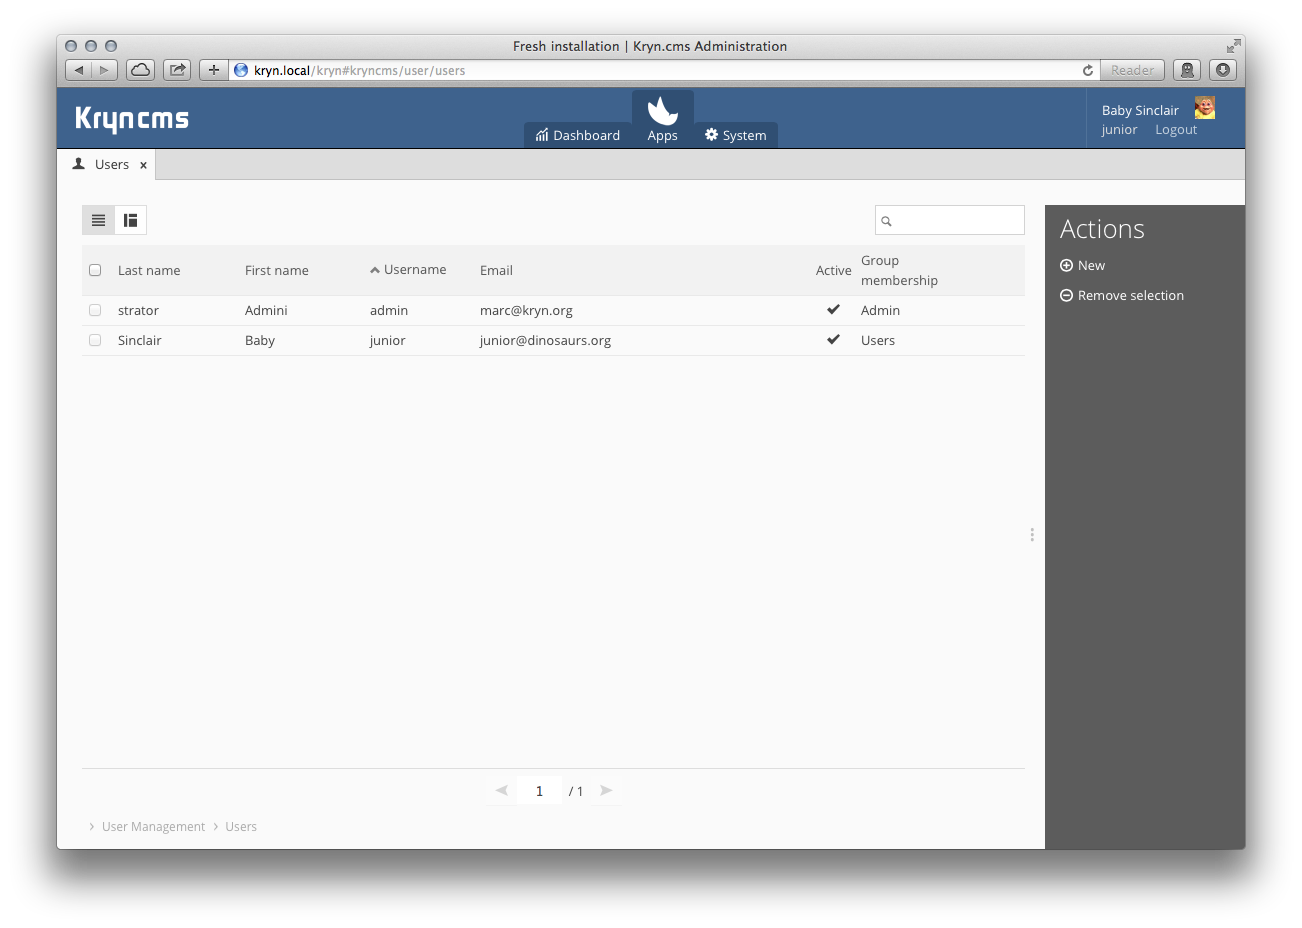 Fresh installation | Kryn.cms Administration
kryn.local/kryn#kryncms/user/users
Reader
Kryncms
Dashboard
Apps
System
Baby Sinclair
junior Logout
Users x
Actions
New
Remove selection
Last name First name Username Email Active Group membership
strator Admini admin marc@kryn.org Admin
Sinclair Baby junior junior@dinosaurs.org Users
1 / 1
› User Management › Users